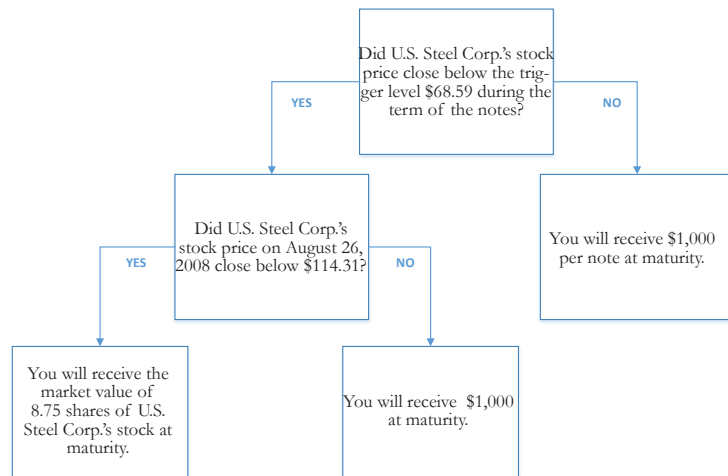 Did U.S. Steel Corp.'s stock
price close below the trig-
ger level $68.59 during the
term of the notes?
YES
NO
Did U.S. Steel Corp.'s
stock price on August 26,
2008 close below $114.31?
You will receive $1,000
per note at maturity.
YES
NO
You will receive the
market value of
8.75 shares of U.S.
Steel Corp.'s stock at
maturity.
You will receive $1,000
at maturity.